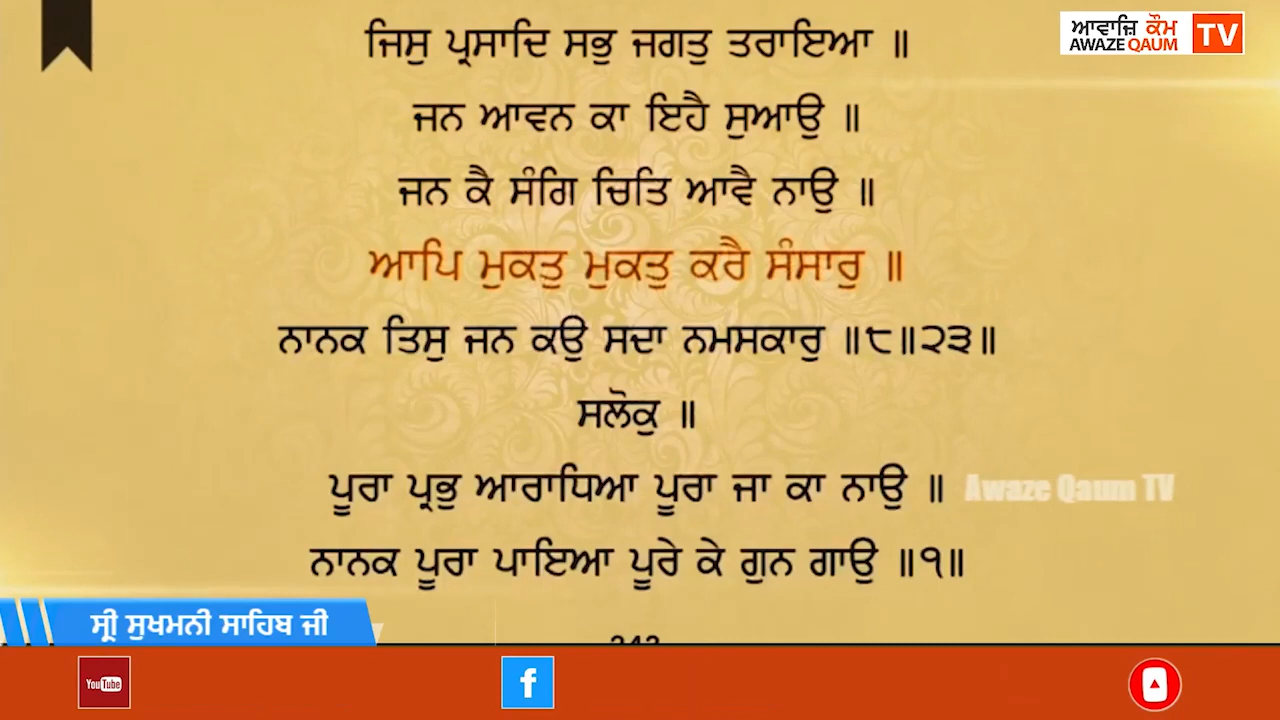 ਆਵਾਜ਼ਿ ਕੌਮ
AWAZE QAUM TV
ਜਿਸੁ ਪ੍ਰਸਾਦਿ ਸਭੁ ਜਗਤੁ ਤਰਾਇਆ ॥
ਜਨ ਆਵਨ ਕਾ ਇਹੈ ਸੁਆਉ ॥
ਜਨ ਕੈ ਸੰਗਿ ਚਿਤਿ ਆਵੈ ਨਾਉ ॥
ਆਪਿ ਮੁਕਤੁ ਮੁਕਤੁ ਕਰੈ ਸੰਸਾਰੁ ॥
ਨਾਨਕ ਤਿਸੁ ਜਨ ਕਉ ਸਦਾ ਨਮਸਕਾਰੁ ॥੮॥੨੩॥
ਸਲੋਕੁ ॥
ਪੂਰਾ ਪ੍ਰਭੁ ਆਰਾਧਿਆ ਪੂਰਾ ਜਾ ਕਾ ਨਾਉ ॥
Awaze Qaum TV
ਨਾਨਕ ਪੂਰਾ ਪਾਇਆ ਪੂਰੇ ਕੇ ਗੁਨ ਗਾਉ ॥੧॥
ਸ੍ਰੀ ਸੁਖਮਨੀ ਸਾਹਿਬ ਜੀ
YouTube
f